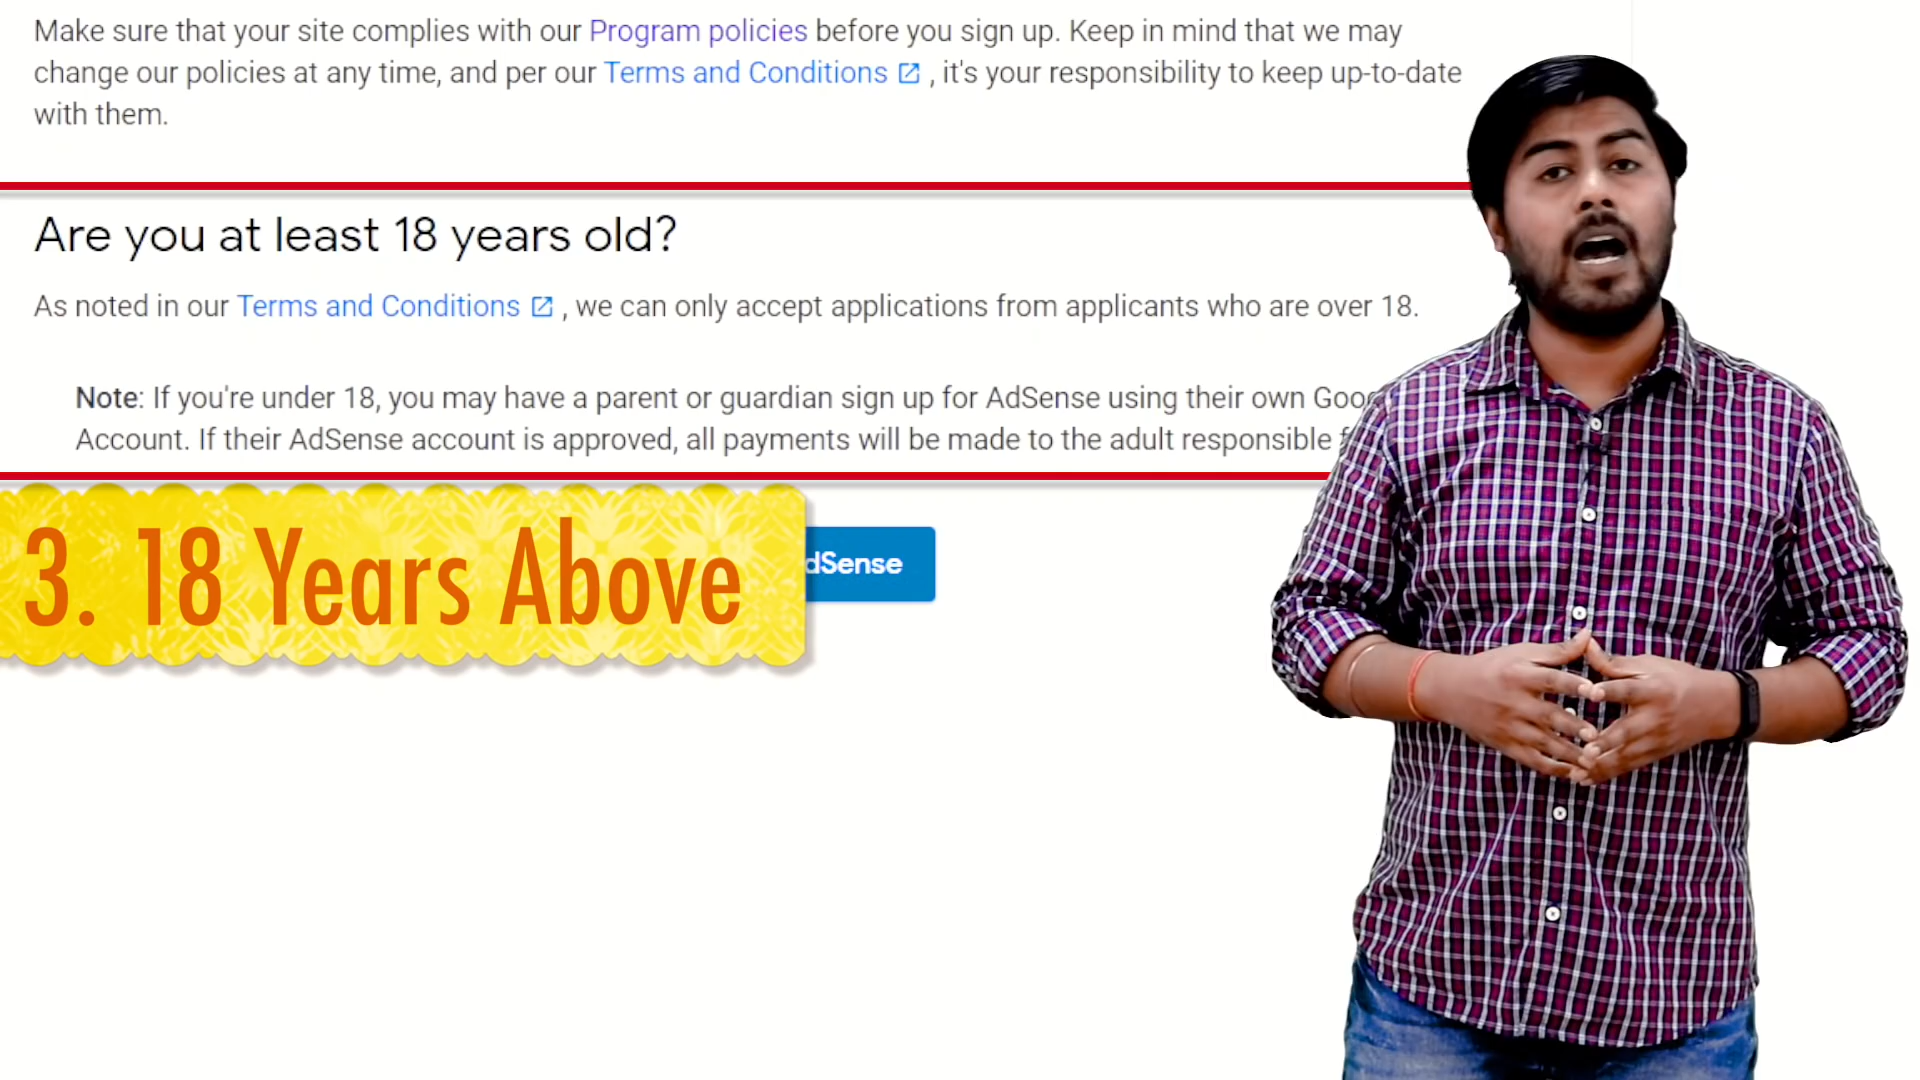 Make sure that your site complies with our Program policies before you sign up. Keep in mind that we may
change our policies at any time, and per our Terms and Conditions , it's your responsibility to keep up-to-date
with them.
Are you at least 18 years old?
As noted in our Terms and Conditions , we can only accept applications from applicants who are over 18.
Note: If you're under 18, you may have a parent or guardian sign up for AdSense using their own
Account. If their AdSense account is approved, all payments will be made to the adult responsible
3. 18 Years Above
dSense